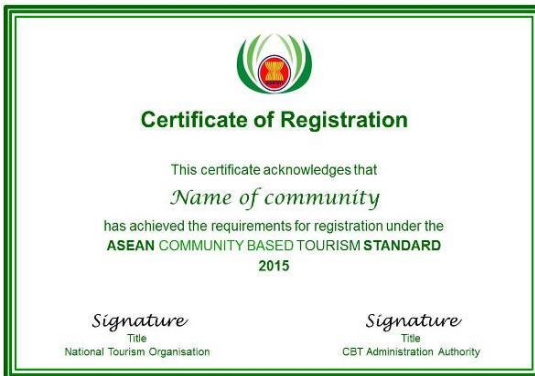 Certificate of Registration
This certificate acknowledges that
Name of community
has achieved the requirements for registration under the
ASEAN COMMUNITY BASED TOURISM STANDARD
2015
Signature Signature
Title Title
National Tourism Organisation CBT Administration Authority